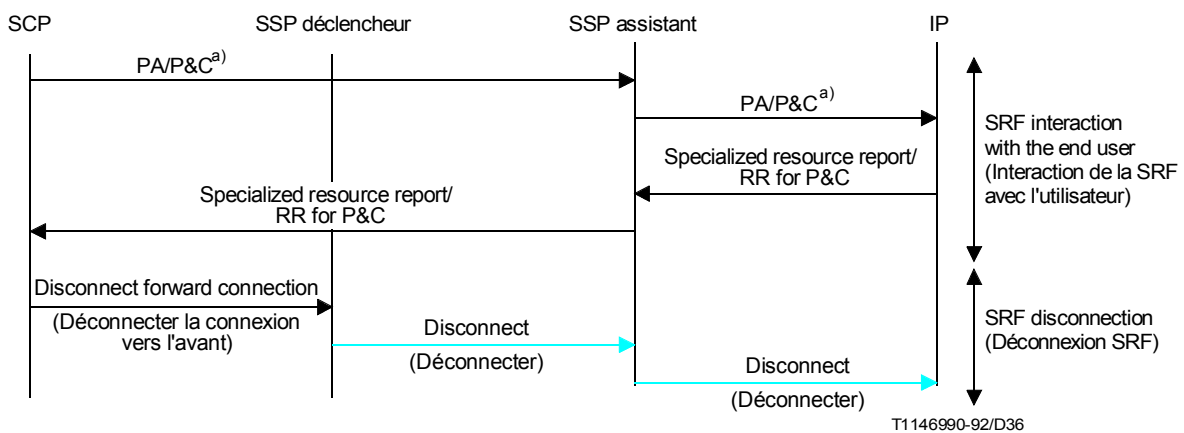 SCP
SSP déclencheur
SSP assistant
IP
PA/P&C a)
PA/P&C a)
SRF interaction
with the end user
(Interaction de la SRF
avec l'utilisateur)
Specialized resource report/
RR for P&C
Specialized resource report/
RR for P&C
Disconnect forward connection
(Déconnecter la connexion
vers l'avant)
Disconnect
(Déconnecter)
SRF disconnection
(Déconnexion SRF)
Disconnect
(Déconnecter)
T1146990-92/D36